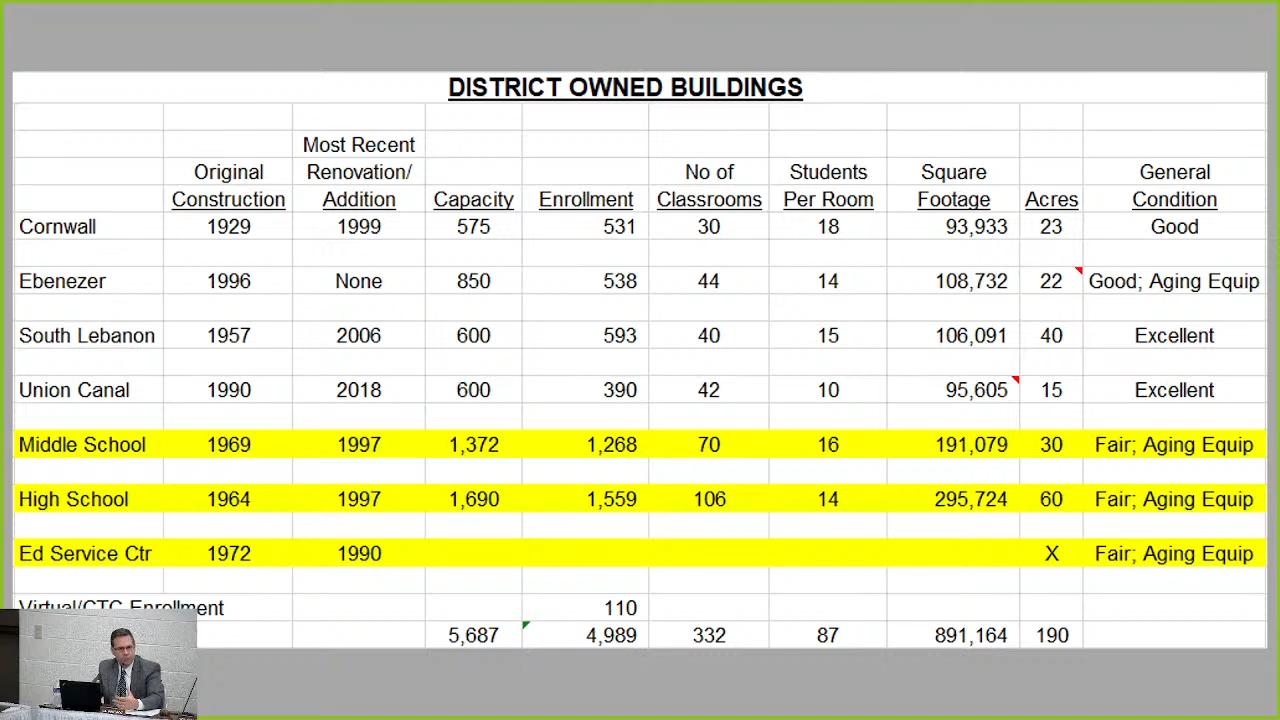 DISTRICT OWNED BUILDINGS
Most Recent
Original Renovation/ No of Students Square General
Construction Addition Capacity Enrollment Classrooms Per Room Footage Acres Condition
Cornwall 1929 1999 575 531 30 18 93,933 23 Good
Ebenezer 1996 None 850 538 44 14 108,732 22 Good; Aging Equip
South Lebanon 1957 2006 600 593 40 15 106,091 40 Excellent
Union Canal 1990 2018 600 390 42 10 95,605 15 Excellent
Middle School 1969 1997 1,372 1,268 70 16 191,079 30 Fair; Aging Equip
High School 1964 1997 1,690 1,559 106 14 295,724 60 Fair; Aging Equip
Ed Service Ctr 1972 1990 X Fair; Aging Equip
Virtual/CTC Enrollment 110
5,687 4,989 332 87 891,164 190